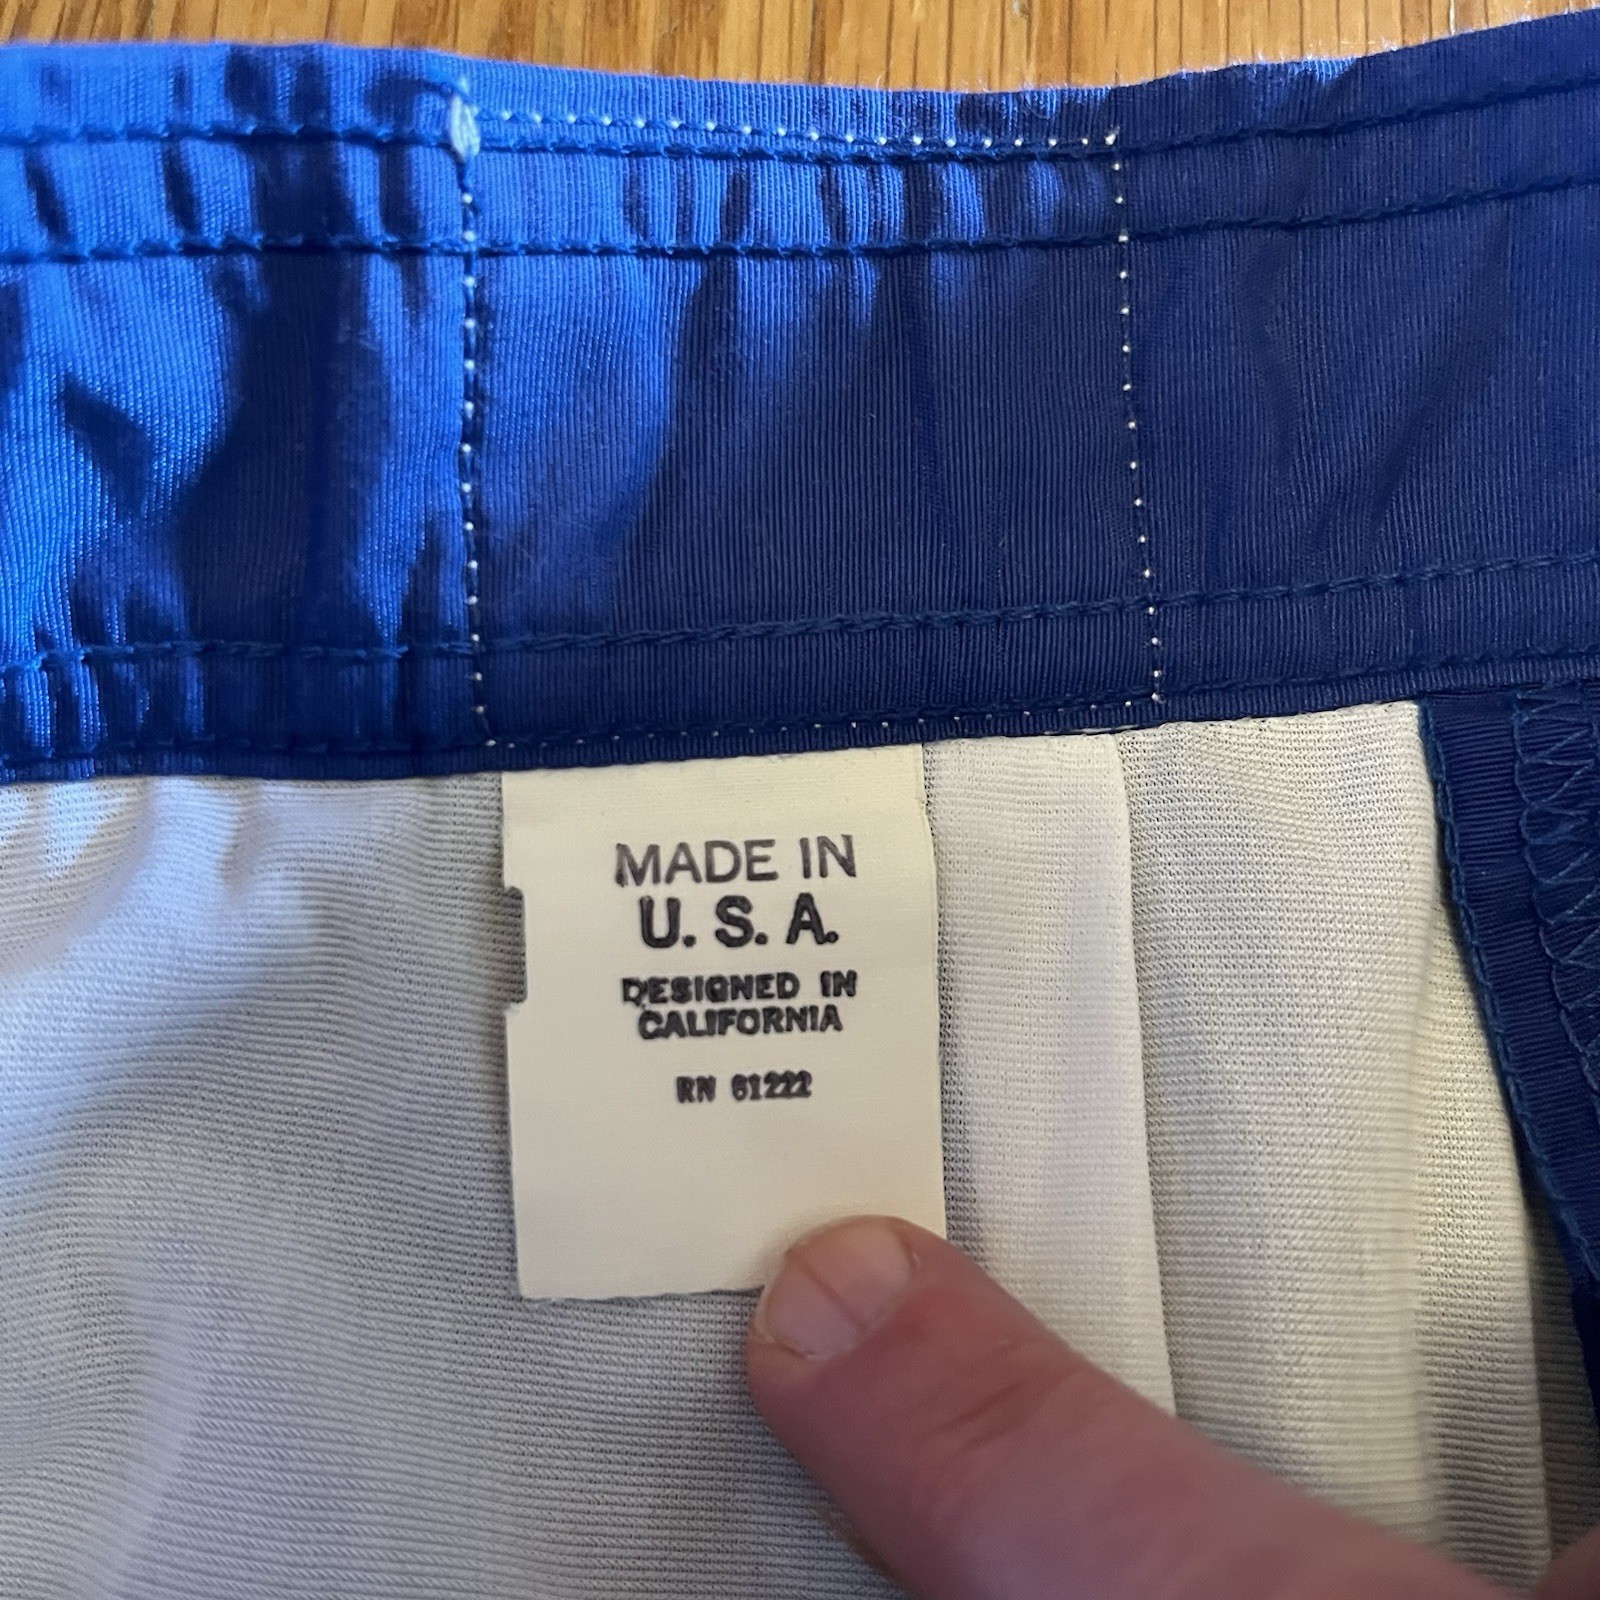 MADE IN
U. S. A.
DESIGNED IN
CALIFORNIA
RN 61222